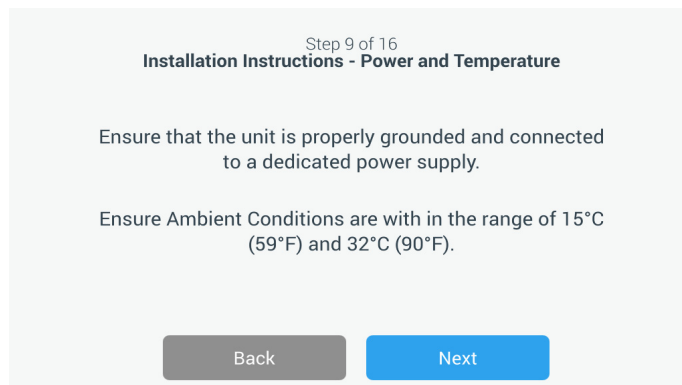 Step 9 of 16
Installation Instructions - Power and Temperature
Ensure that the unit is properly grounded and connected
to a dedicated power supply.
Ensure Ambient Conditions are with in the range of 15°C
(59°F) and 32°C (90°F).
Back
Next